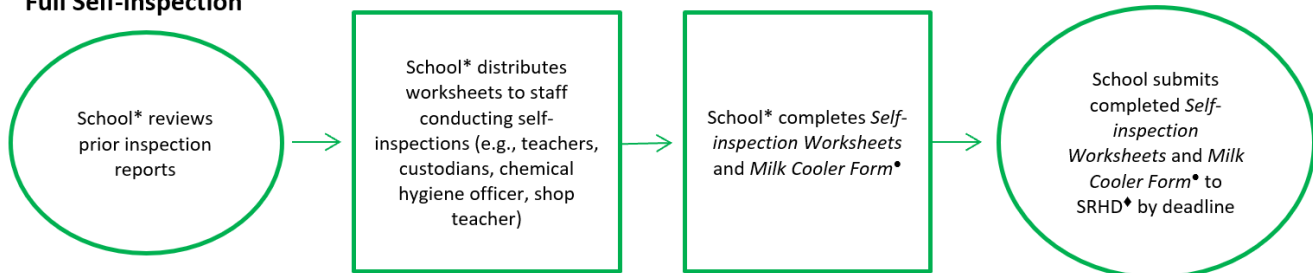 Full Self-Inspection
School* reviews
prior inspection
reports
School* distributes
worksheets to staff
conducting self-
inspections (e.g., teachers,
custodians, chemical
hygiene officer, shop
teacher)
School* completes Self-
inspection Worksheets
and Milk Cooler Form•
School submits
completed Self-
inspection
Worksheets and Milk
Cooler Form• to
SRHD♦ by deadline